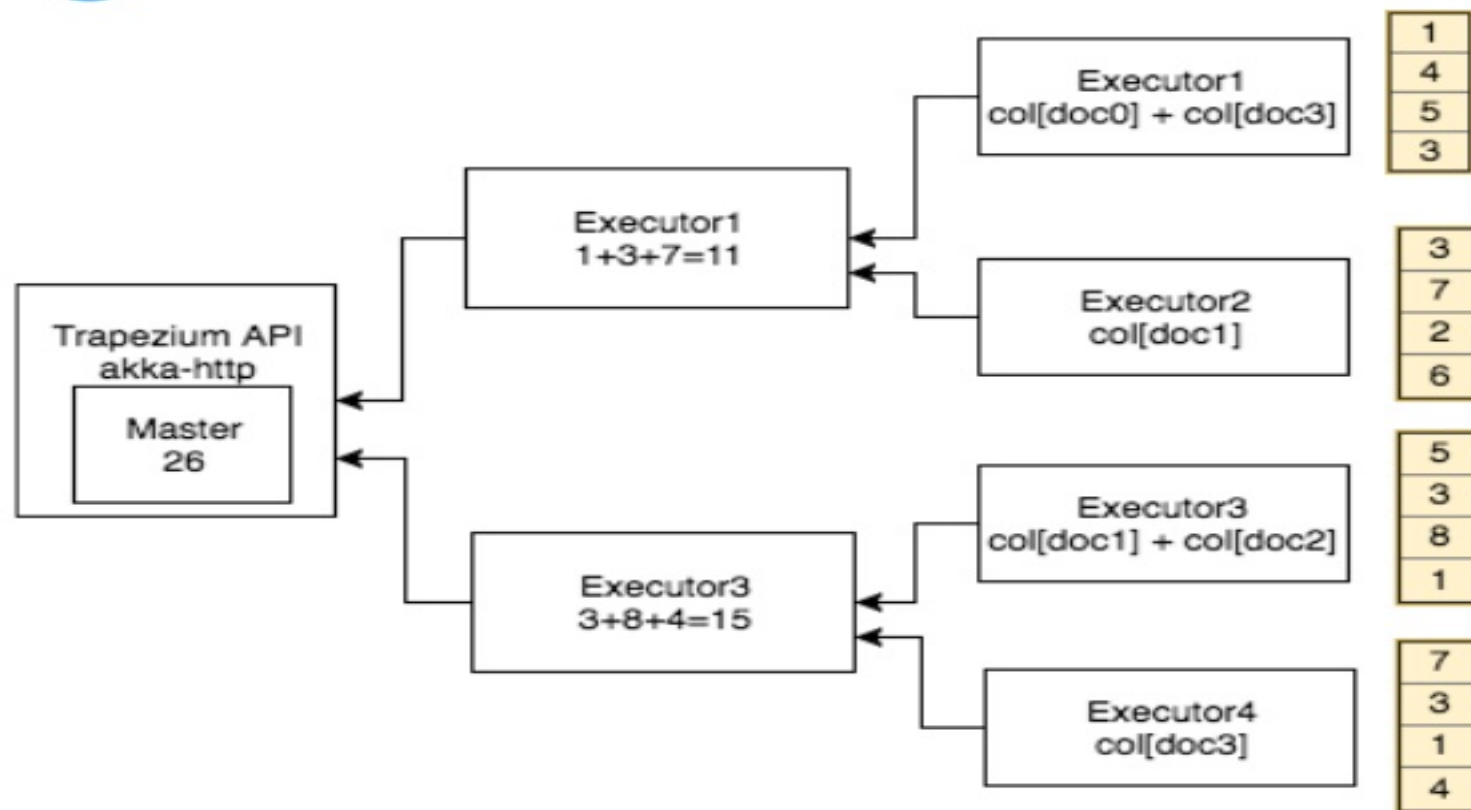 Executor1
col[doc0] + col[doc3]
1
4
5
3
Executor1
1+3+7=11
Executor2
col[doc1]
3
7
2
6
Trapezium API
akka-http
Master
26
Executor3
col[doc1] + col[doc2]
5
3
8
1
Executor3
3+8+4=15
Executor4
col[doc3]
7
3
1
4